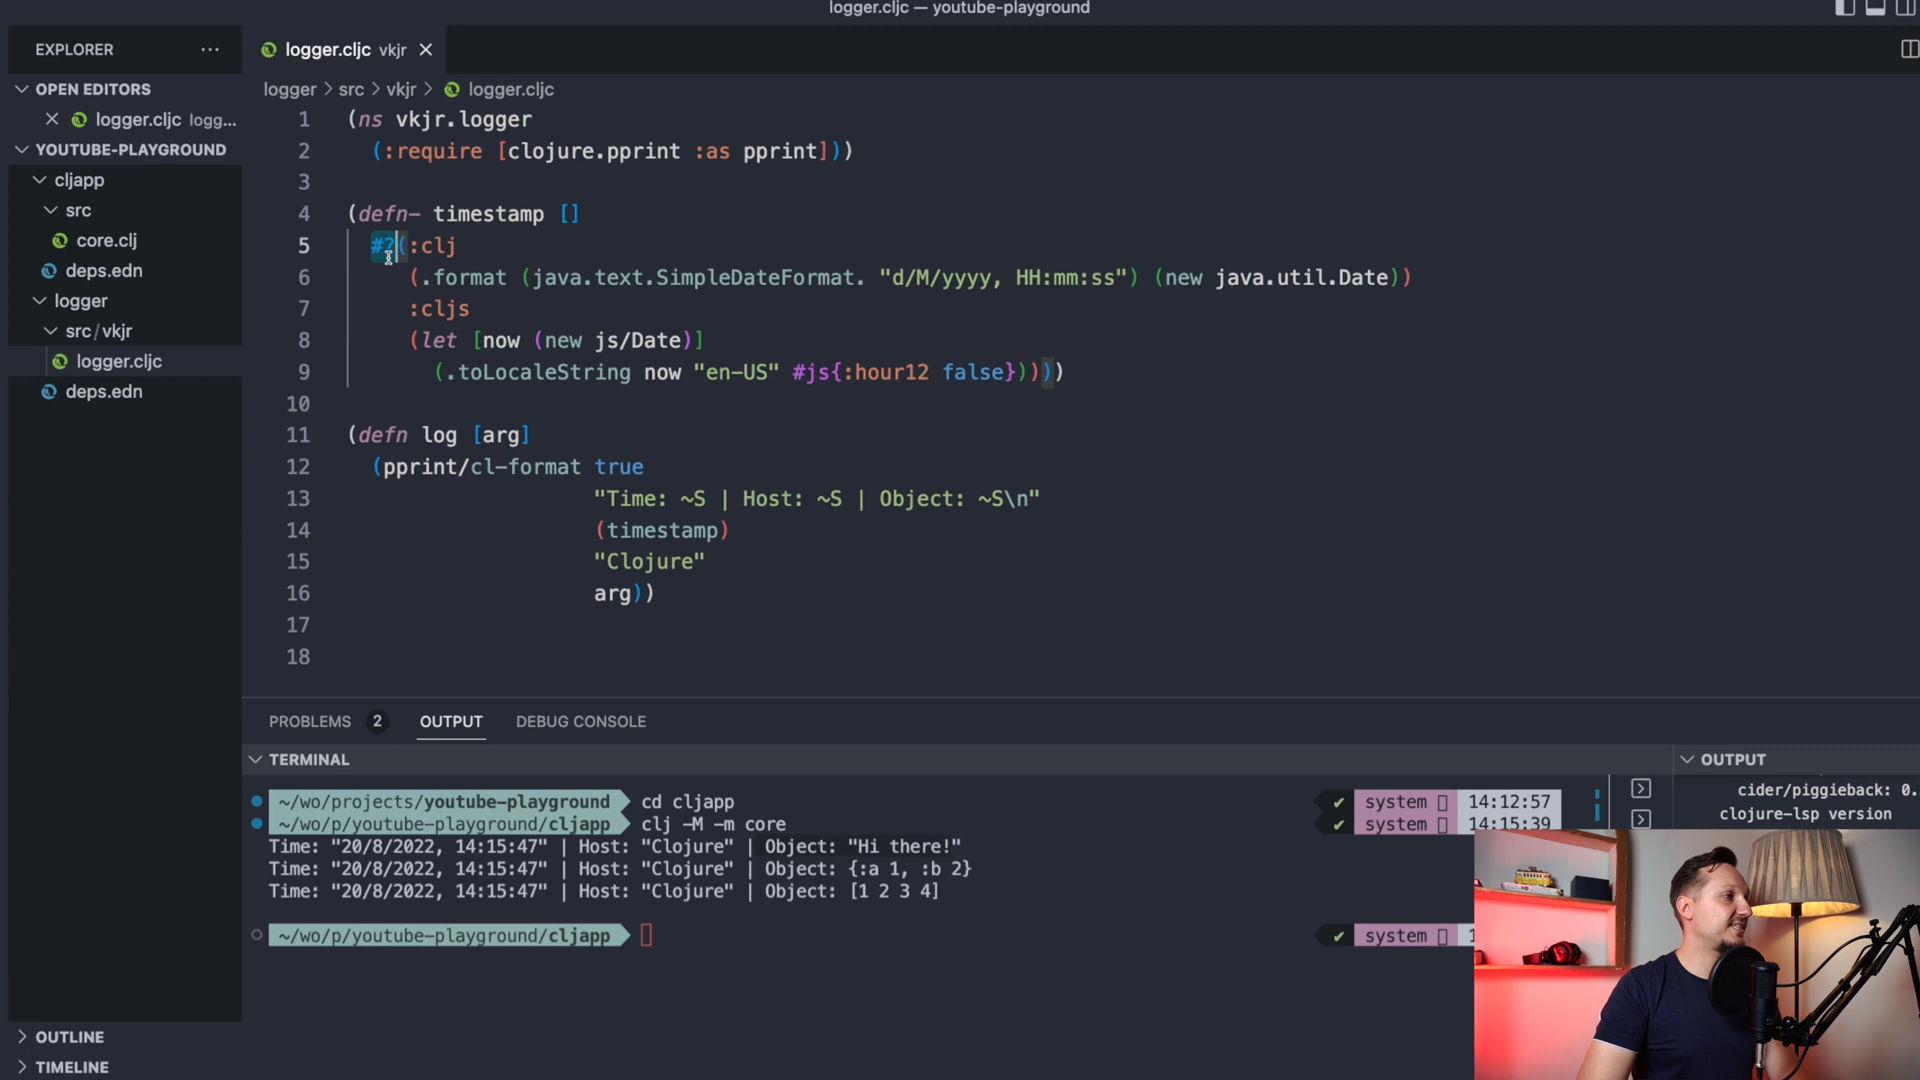 logger.cljc — youtube-playground
EXPLORER
logger.cljc vkjr
OPEN EDITORS
logger.cljc logg...
YOUTUBE-PLAYGROUND
cljapp
src
core.clj
deps.edn
logger
src/vkjr
logger.cljc
deps.edn
OUTLINE
TIMELINE
logger > src > vkjr > logger.cljc
1 (ns vkjr.logger
2 (:require [clojure.pprint :as pprint]))
3
4 (defn- timestamp []
5 #?(:clj
6 (.format (java.text.SimpleDateFormat. "d/M/yyyy, HH:mm:ss") (new java.util.Date))
7 :cljs
8 (let [now (new js/Date)]
9 (.toLocaleString now "en-US" #js{:hour12 false}))))
10
11 (defn log [arg]
12 (pprint/cl-format true
13 "Time: ~S | Host: ~S | Object: ~S\n"
14 (timestamp)
15 "Clojure"
16 arg))
17
18
PROBLEMS 2 OUTPUT DEBUG CONSOLE
TERMINAL
~/wo/projects/youtube-playground cd cljapp ✔ system 14:12:57
~/wo/p/youtube-playground/cljapp clj -M -m core ✔ system 14:15:39
Time: "20/8/2022, 14:15:47" | Host: "Clojure" | Object: "Hi there!"
Time: "20/8/2022, 14:15:47" | Host: "Clojure" | Object: {:a 1, :b 2}
Time: "20/8/2022, 14:15:47" | Host: "Clojure" | Object: [1 2 3 4]
~/wo/p/youtube-playground/cljapp ✔ system 1
OUTPUT
cider/piggieback: 0.
clojure-lsp version